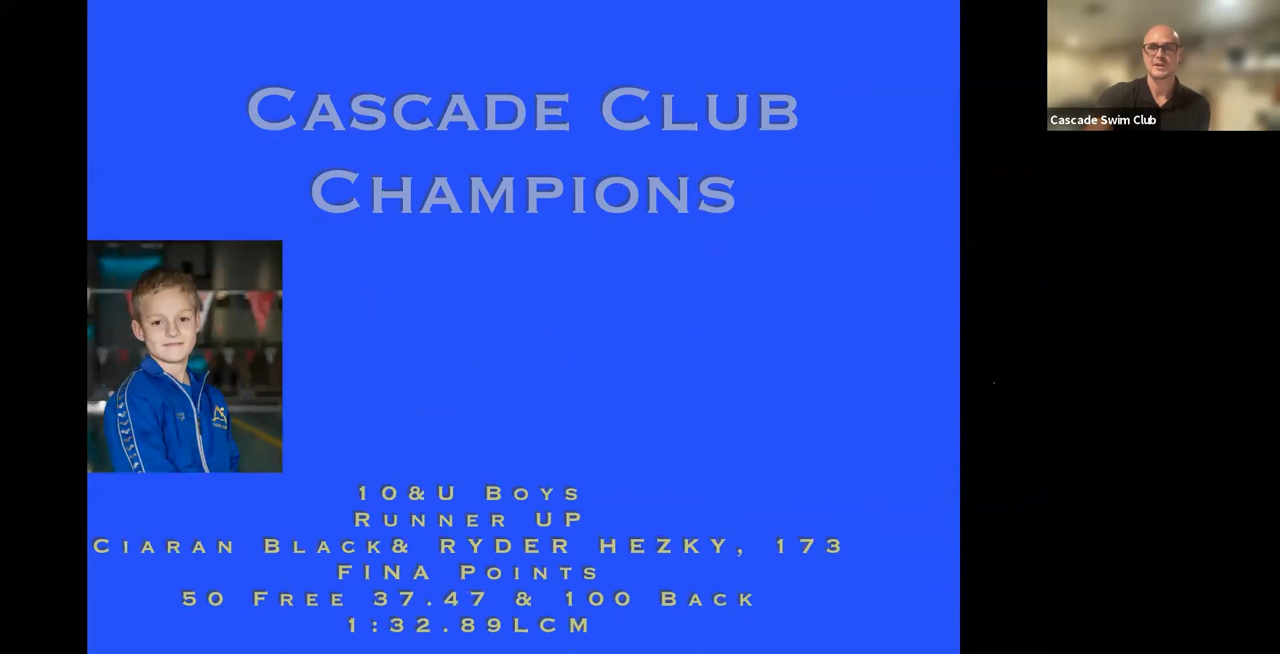 Cascade Club
Champions
Cascade Swim Club
10&U Boys
Runner UP
Ciaran Black& RYDER HEZKY, 173
FINA Points
50 Free 37.47 & 100 Back
1:32.89LCM